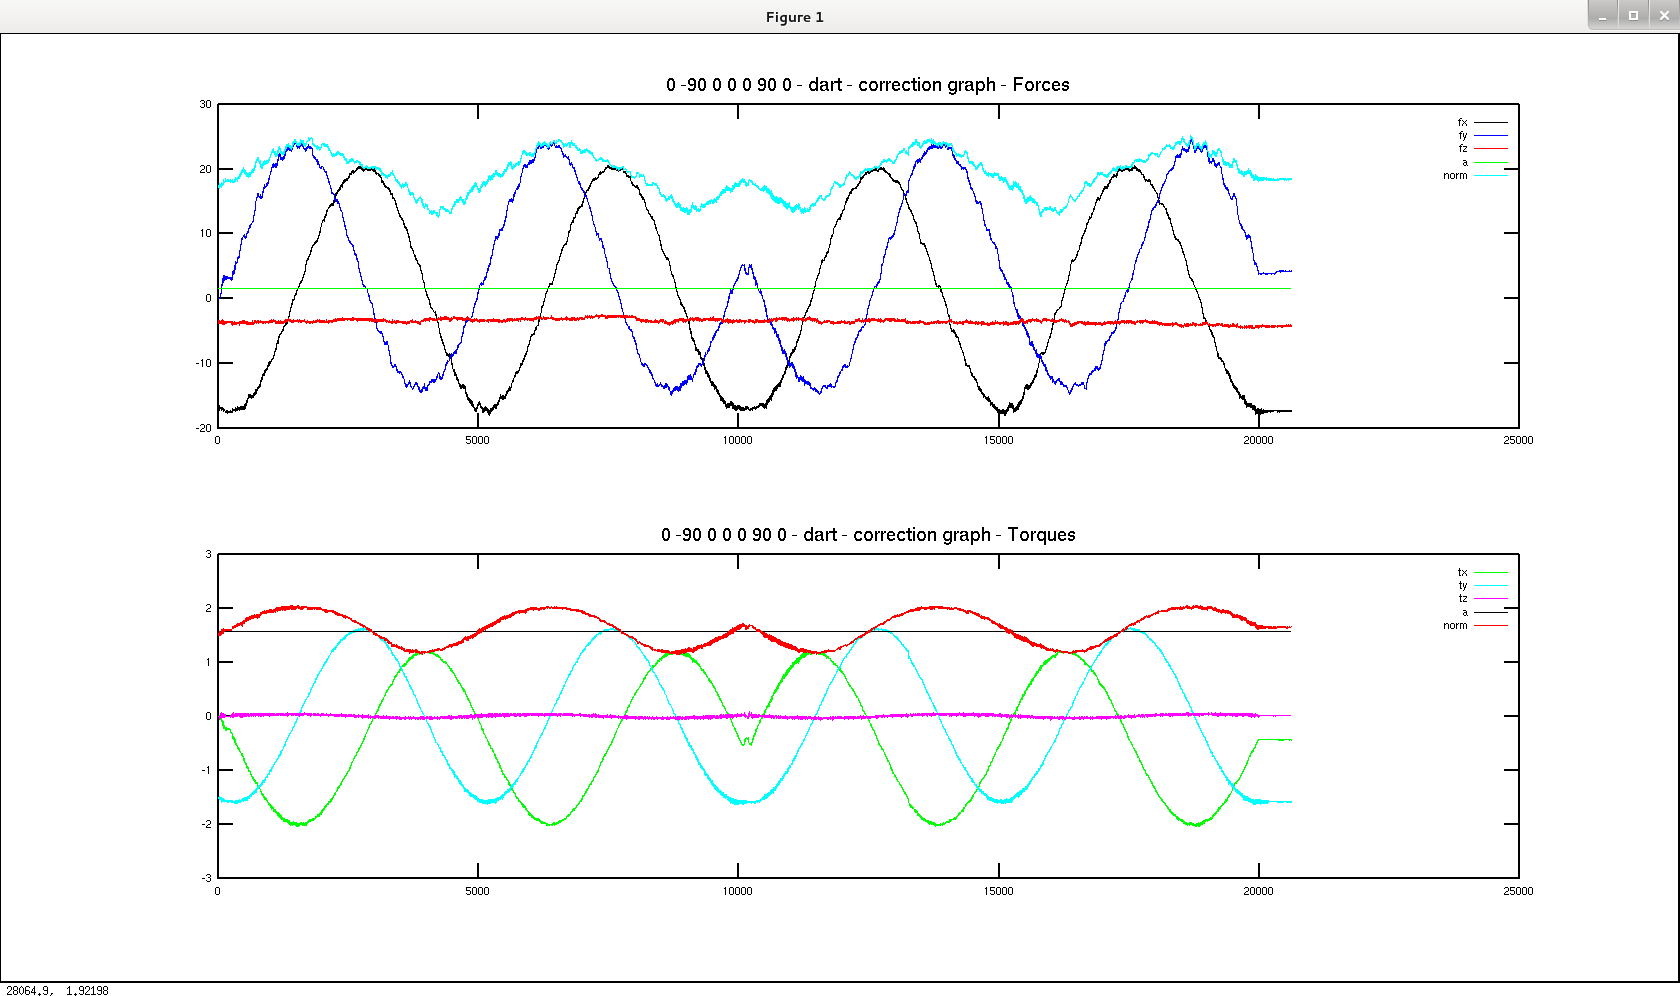 Figure 1
0 -90 0 0 0 90 0 - dart - correction graph - Forces
30
20
10
0
-10
-20
fx
fy
fz
a
norm
0 5000 10000 15000 20000 25000
0 -90 0 0 0 90 0 - dart - correction graph - Torques
3
2
1
0
-1
-2
-3
tx
ty
tz
a
norm
0 5000 10000 15000 20000 25000
28064.9, 1.92198